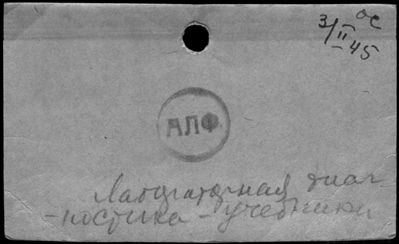 ОС
3/II 45
АЛФ
Лабораторная диаг-
-ностика - учебники